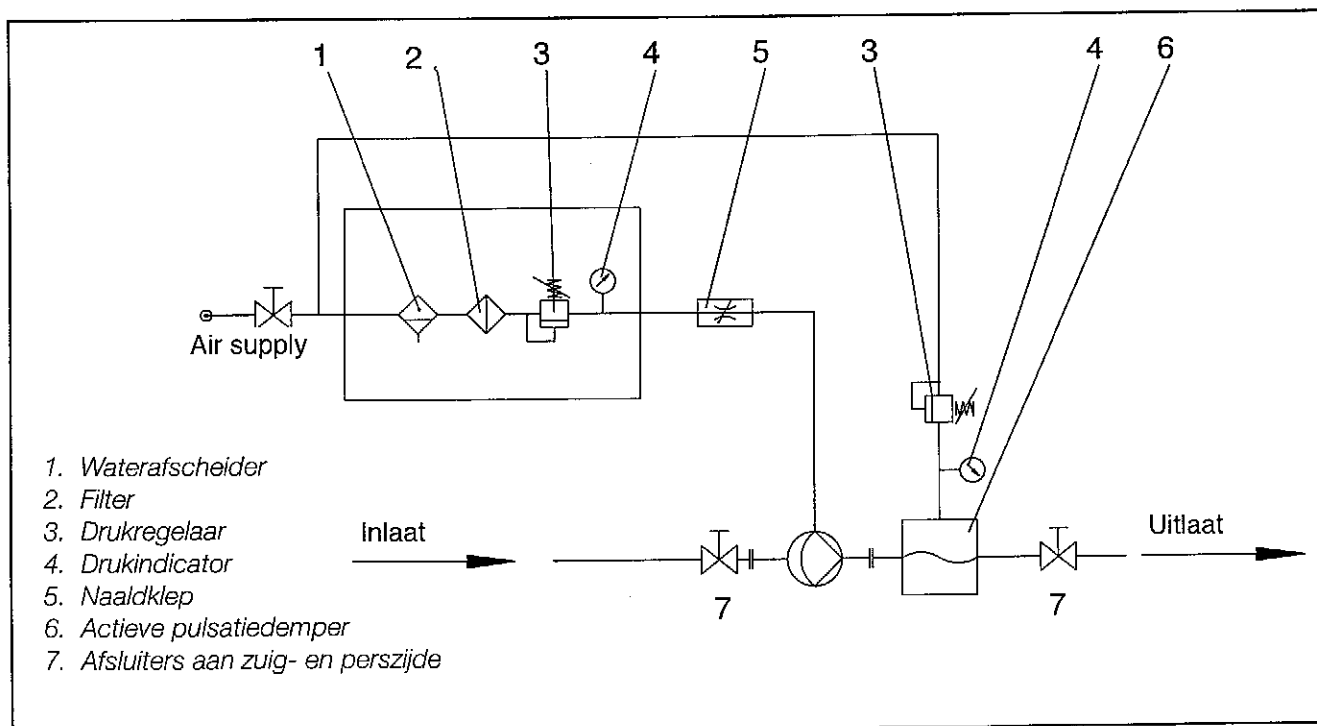 1 2 3 4 5 3 4 6
Air supply
1. Waterafscheider
2. Filter
3. Drukregelaar
4. Drukindicator
5. Naaldklep
6. Actieve pulsatiedemper
7. Afsluiters aan zuig- en perszijde
Inlaat
Uitlaat
7 7